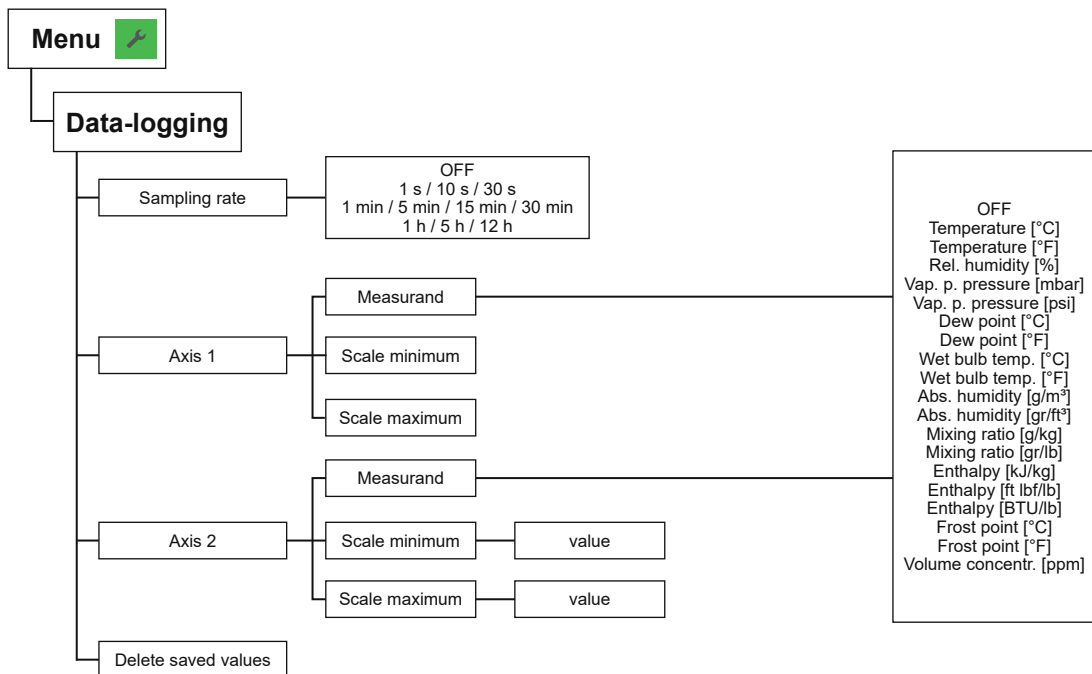 Menu
Data-logging
Sampling rate
OFF
1 s / 10 s / 30 s
1 min / 5 min / 15 min / 30 min
1 h / 5 h / 12 h
Axis 1
Measurand
Scale minimum
Scale maximum
Axis 2
Measurand
Scale minimum
value
Scale maximum
value
Delete saved values
OFF
Temperature [°C]
Temperature [°F]
Rel. humidity [%]
Vap. p. pressure [mbar]
Vap. p. pressure [psi]
Dew point [°C]
Dew point [°F]
Wet bulb temp. [°C]
Wet bulb temp. [°F]
Abs. humidity [g/m³]
Abs. humidity [gr/ft³]
Mixing ratio [g/kg]
Mixing ratio [gr/lb]
Enthalpy [kJ/kg]
Enthalpy [ft lbf/lb]
Enthalpy [BTU/lb]
Frost point [°C]
Frost point [°F]
Volume concentr. [ppm]